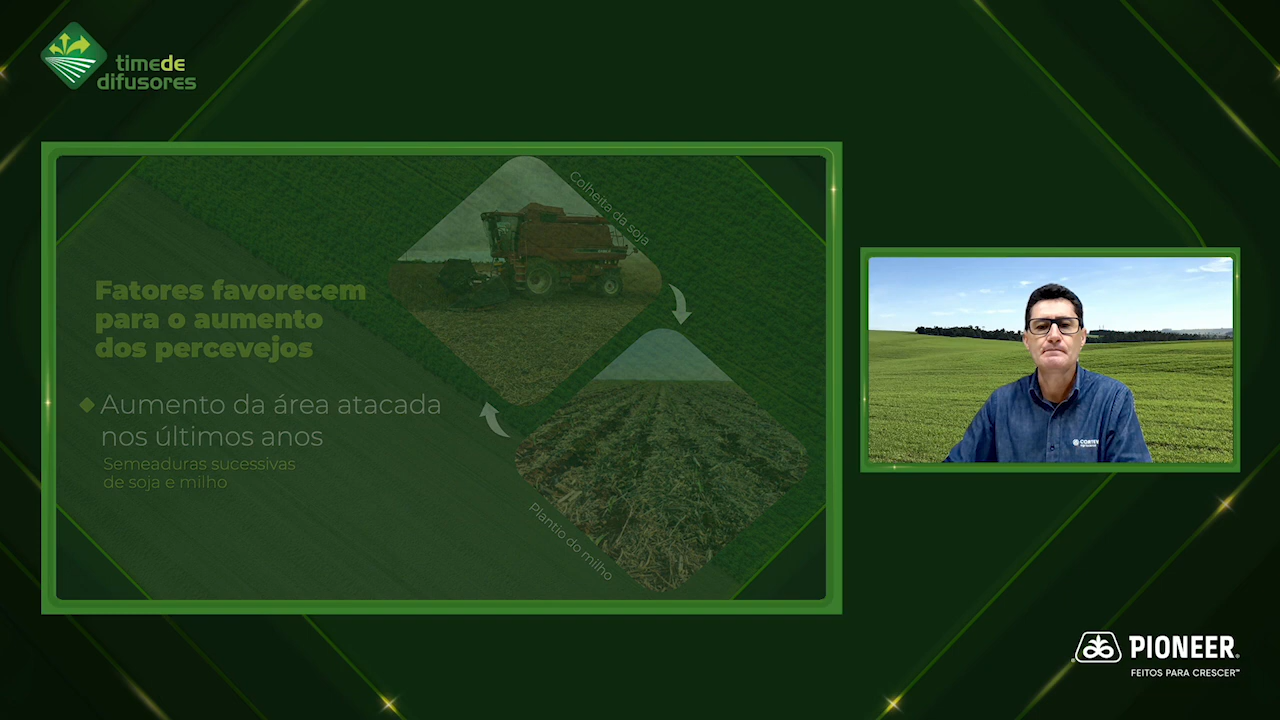 timede
difusores
Colheita da soja
Fatores favorecem
para o aumento
dos percevejos
Aumento da área atacada
nos últimos anos
Semeaduras sucessivas
de soja e milho
Plantio do milho
PIONEER
FEITOS PARA CRESCER™